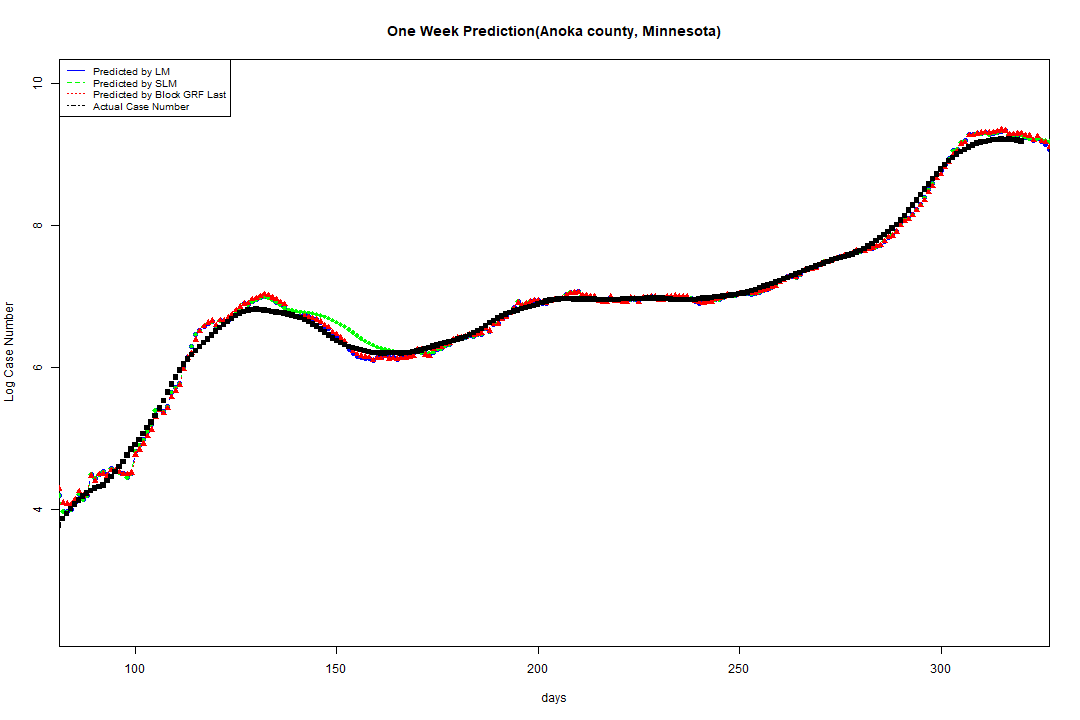 One Week Prediction(Anoka county, Minnesota)
Predicted by LM
Predicted by SLM
Predicted by Block GRF Last
Actual Case Number
10
8
6
4
Log Case Number
100 150 200 250 300
days